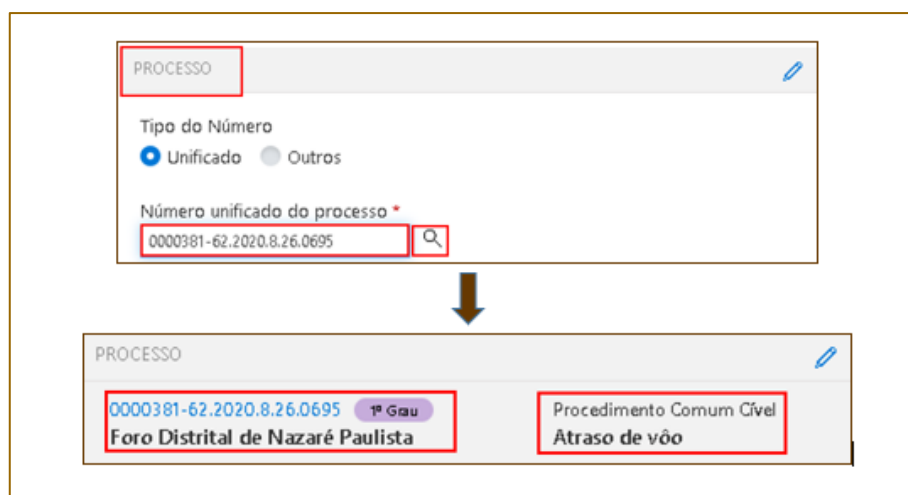 PROCESSO
Tipo do Número
Unificado Outros
Número unificado do processo *
0000381-62.2020.8.26.0695
PROCESSO
0000381-62.2020.8.26.0695 1º Grau Procedimento Comum Cível
Foro Distrital de Nazaré Paulista Atraso de vôo